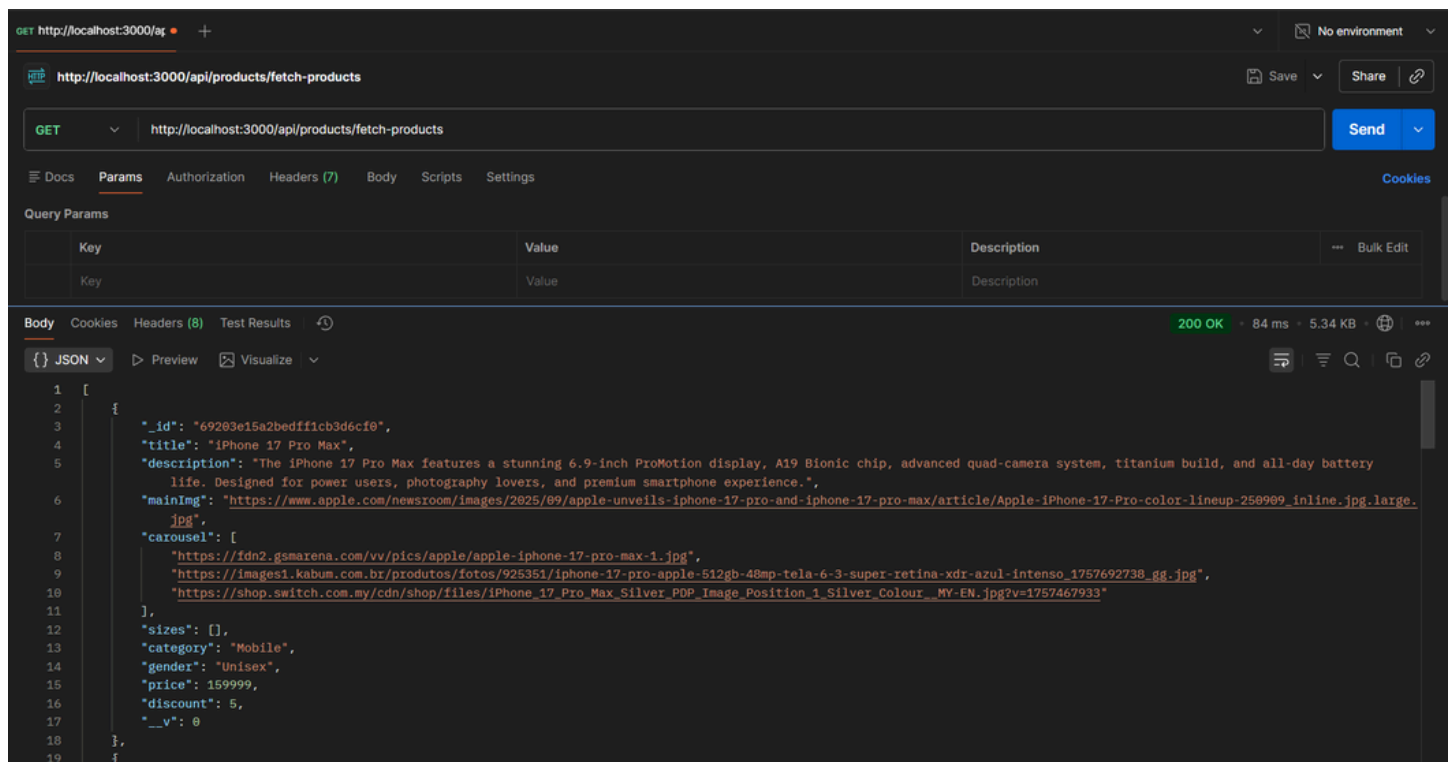 GET http://localhost:3000/ap
No environment
HTTP http://localhost:3000/api/products/fetch-products
Save
Share
GET http://localhost:3000/api/products/fetch-products
Send
Docs Params Authorization Headers (7) Body Scripts Settings
Cookies
Query Params
Key Value Description ••• Bulk Edit
Key Value Description
Body Cookies Headers (8) Test Results
200 OK • 84 ms • 5.34 KB •
{} JSON Preview Visualize
1 [
2 {
3 "_id": "69203e15a2bedff1cb3d6cf0",
4 "title": "iPhone 17 Pro Max",
5 "description": "The iPhone 17 Pro Max features a stunning 6.9-inch ProMotion display, A19 Bionic chip, advanced quad-camera system, titanium build, and all-day battery
life. Designed for power users, photography lovers, and premium smartphone experience.",
6 "mainImg": "https://www.apple.com/newsroom/images/2025/09/apple-unveils-iphone-17-pro-and-iphone-17-pro-max/article/Apple-iPhone-17-Pro-color-lineup-250909_inline.jpg.large.
jpg",
7 "carousel": [
8 "https://fdn2.gsmarena.com/vv/pics/apple/apple-iphone-17-pro-max-1.jpg",
9 "https://images1.kabum.com.br/produtos/fotos/925351/iphone-17-pro-apple-512gb-48mp-tela-6-3-super-retina-xdr-azul-intenso_1757692738_gg.jpg",
10 "https://shop.switch.com.my/cdn/shop/files/iPhone_17_Pro_Max_Silver_PDP_Image_Position_1_Silver_Colour__MY-EN.jpg?v=1757467933"
11 ],
12 "sizes": [],
13 "category": "Mobile",
14 "gender": "Unisex",
15 "price": 159999,
16 "discount": 5,
17 "__v": 0
18 },
19 {